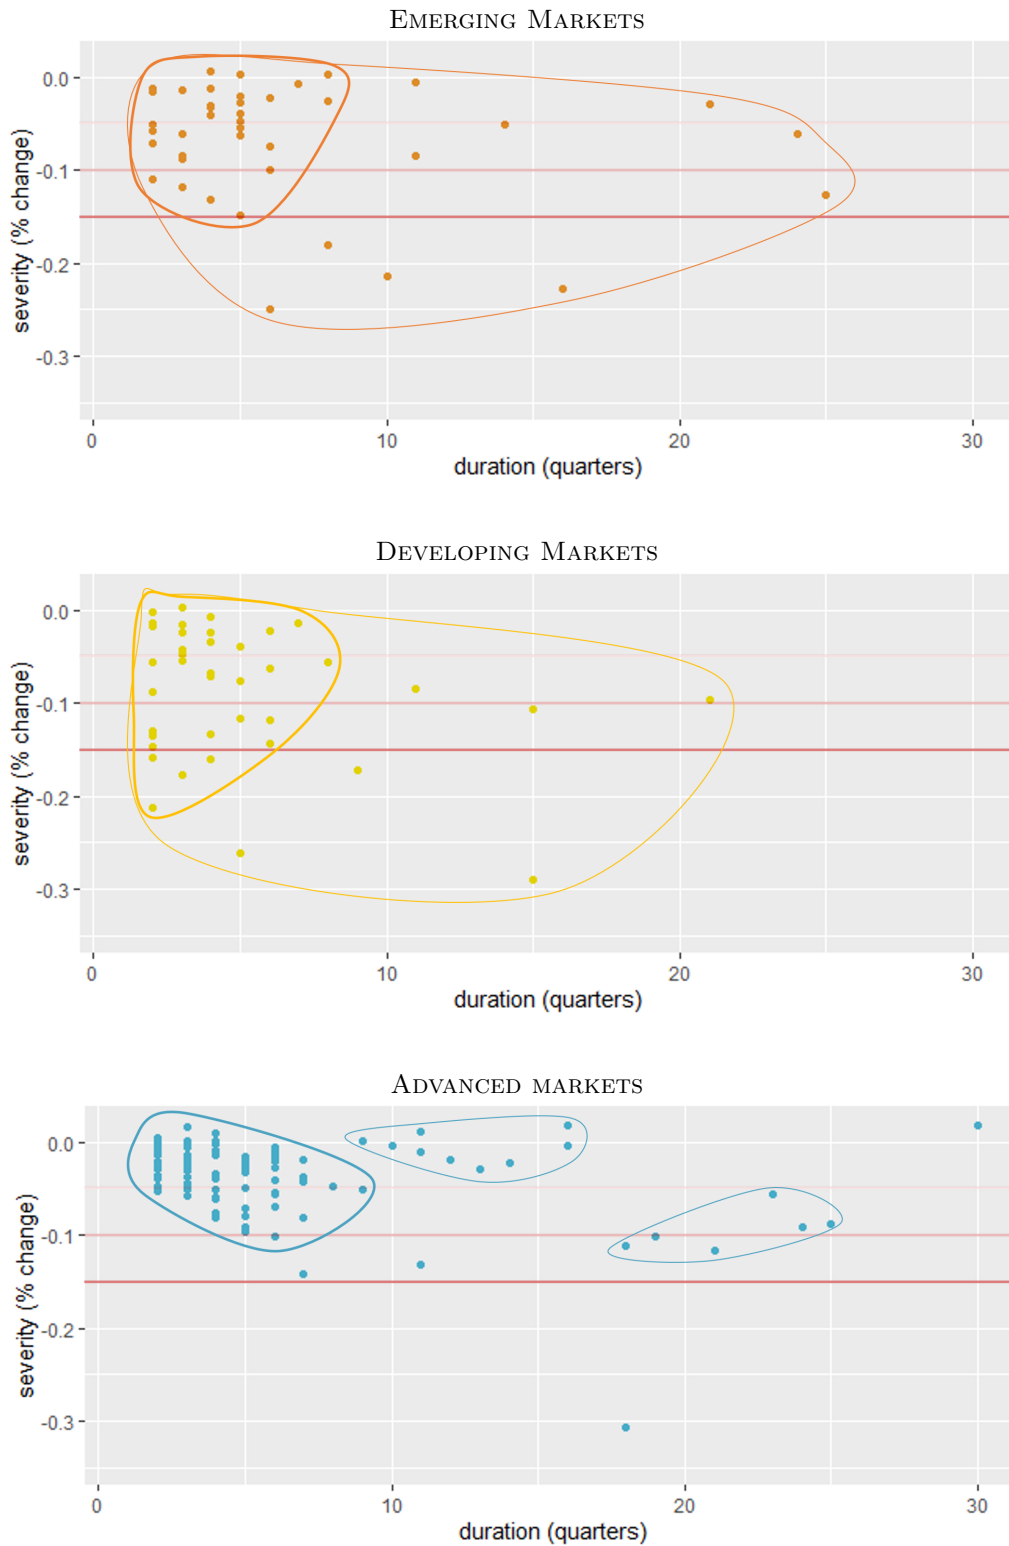 Emerging Markets
severity (% change)
0.0
-0.1
-0.2
-0.3
0 10 20 30
duration (quarters)
Developing Markets
severity (% change)
0.0
-0.1
-0.2
-0.3
0 10 20 30
duration (quarters)
Advanced markets
severity (% change)
0.0
-0.1
-0.2
-0.3
0 10 20 30
duration (quarters)